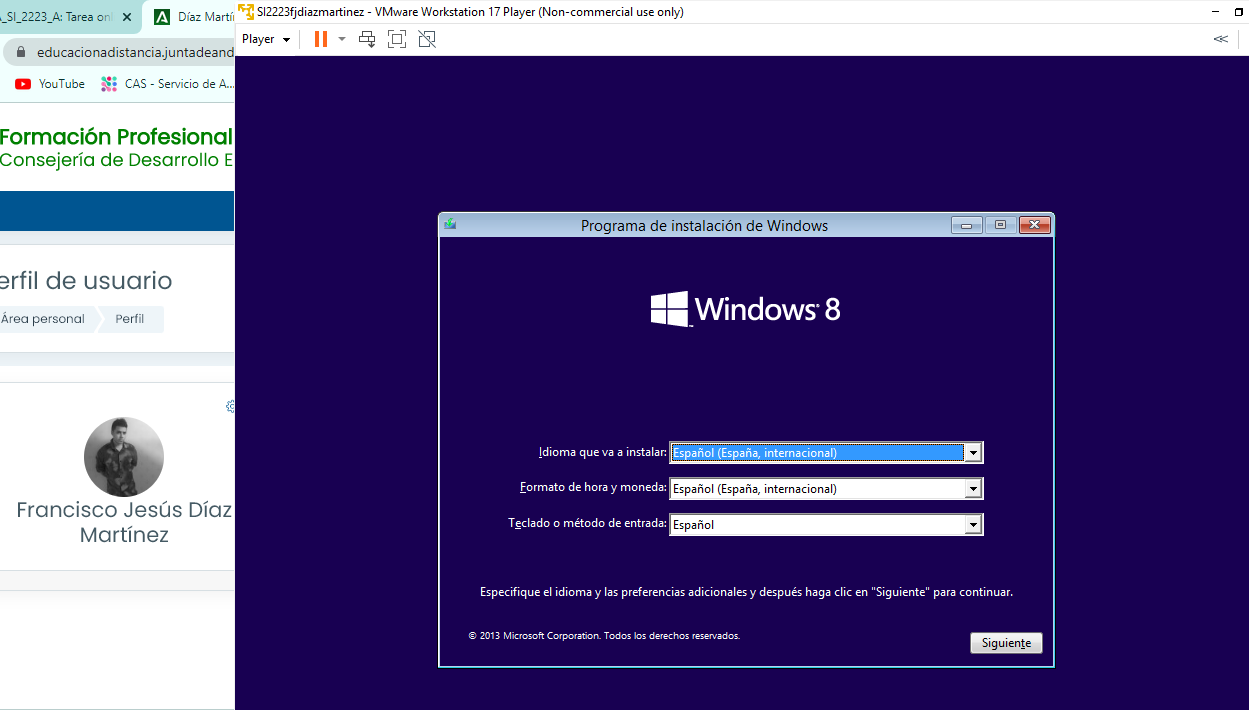 _SI_2223_A: Tarea onl
Díaz Martí
educacionadistancia.juntadeand
YouTube
CAS - Servicio de A...
Formación Profesional
Consejería de Desarrollo E
erfil de usuario
Área personal
Perfil
Francisco Jesús Díaz
Martínez
SI2223fjdiazmartinez - VMware Workstation 17 Player (Non-commercial use only)
Player
Programa de instalación de Windows
Windows 8
Idioma que va a instalar: Español (España, internacional)
Formato de hora y moneda: Español (España, internacional)
Teclado o método de entrada: Español
Especifique el idioma y las preferencias adicionales y después haga clic en "Siguiente" para continuar.
© 2013 Microsoft Corporation. Todos los derechos reservados.
Siguiente